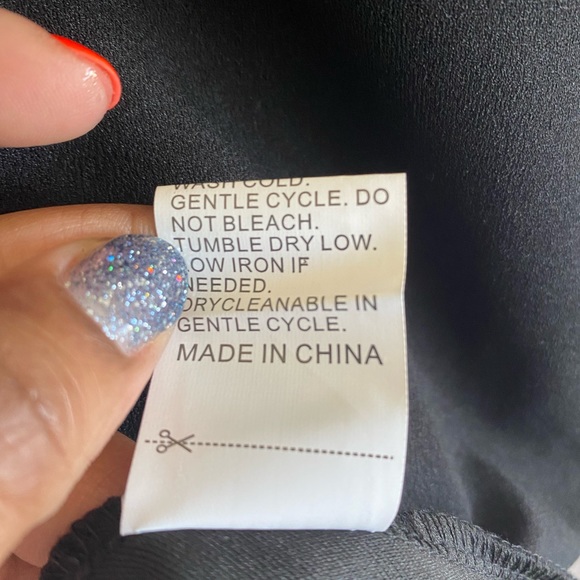 WASH COLD.
GENTLE CYCLE. DO
NOT BLEACH.
TUMBLE DRY LOW.
LOW IRON IF
NEEDED.
DRYCLEANABLE IN
GENTLE CYCLE.
MADE IN CHINA